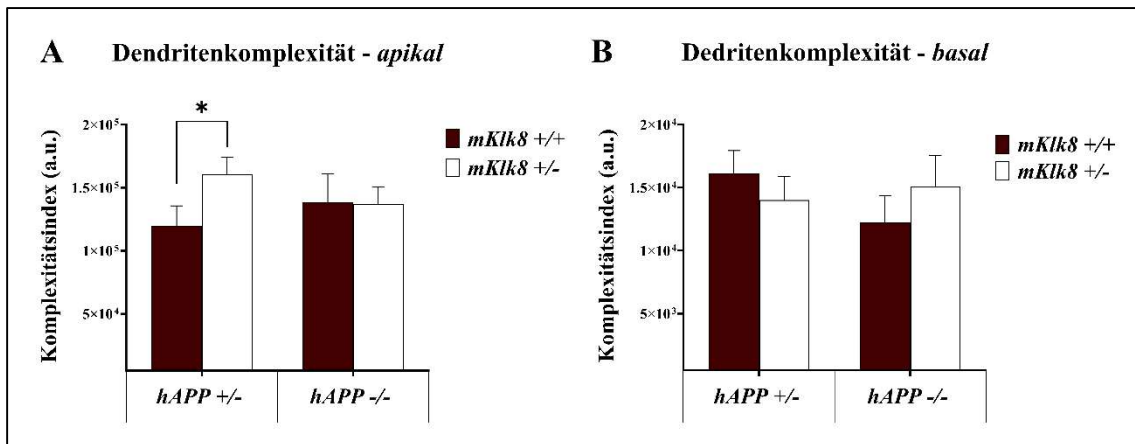 A Dendritenkomplexität - apikal
*
Komplexitätsindex (a.u.)
2×10⁵
1.5×10⁵
1×10⁵
5×10⁴
mKlk8 +/+
mKlk8 +/-
hAPP +/-
hAPP -/-
B Dedritenkomplexität - basal
Komplexitätsindex (a.u.)
2×10⁴
1.5×10⁴
1×10⁴
5×10³
mKlk8 +/+
mKlk8 +/-
hAPP +/-
hAPP -/-